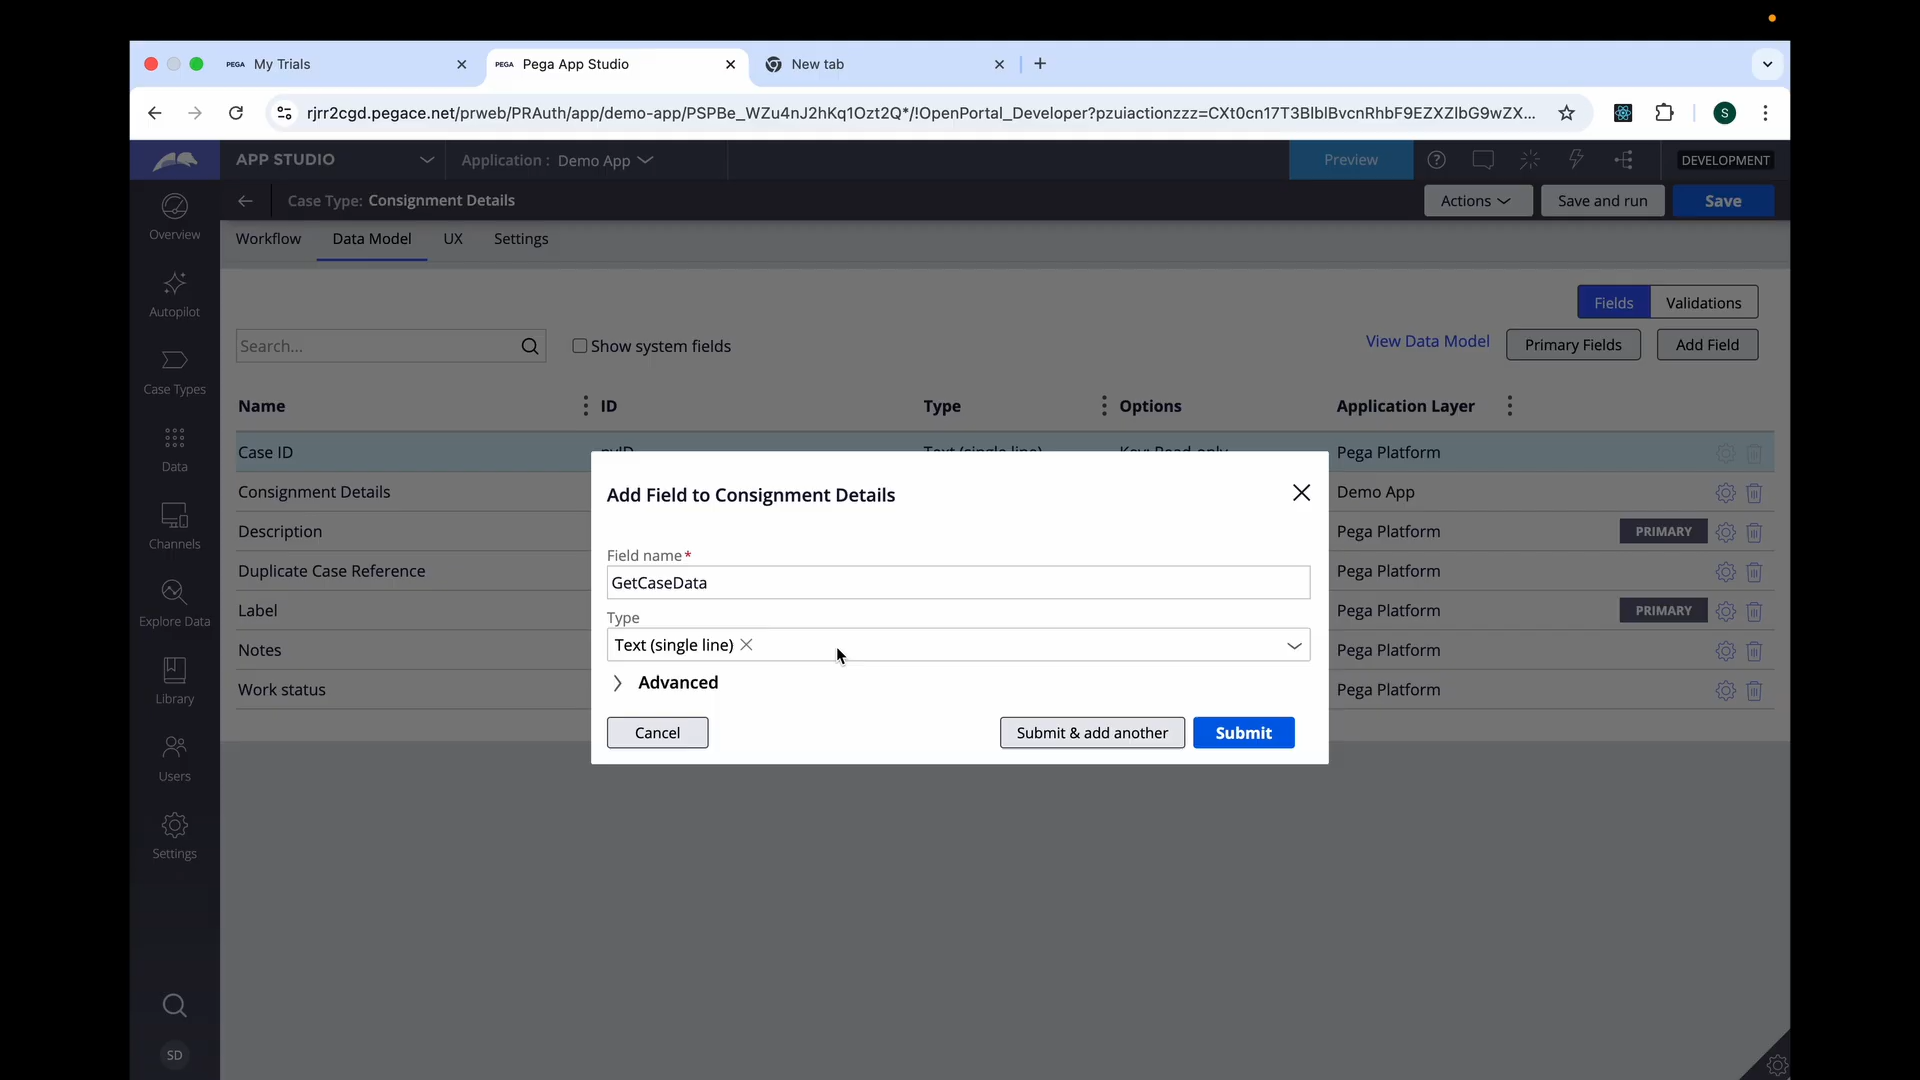 PEGA My Trials
PEGA Pega App Studio
New tab
rjrr2cgd.pegace.net/prweb/PRAuth/app/demo-app/PSPBe_WZu4nJ2hKq1Ozt2Q*/!OpenPortal_Developer?pzuiactionzzz=CXt0cn17T3BlblBvcnRhbF9EZXZlbG9wZX...
S
APP STUDIO
Application : Demo App
Preview
DEVELOPMENT
Case Type: Consignment Details
Actions
Save and run
Save
Overview
Autopilot
Case Types
Data
Channels
Explore Data
Library
Users
Settings
SD
Workflow Data Model UX Settings
Fields Validations
Search...
Show system fields
View Data Model
Primary Fields
Add Field
Name ID Type Options Application Layer
Case ID pyID Text (single line) Key; Read-only Pega Platform
Consignment Details Demo App
Description Pega Platform PRIMARY
Duplicate Case Reference Pega Platform
Label Pega Platform PRIMARY
Notes Pega Platform
Work status Pega Platform
Add Field to Consignment Details
Field name*
GetCaseData
Type
Text (single line)
Advanced
Cancel
Submit & add another
Submit